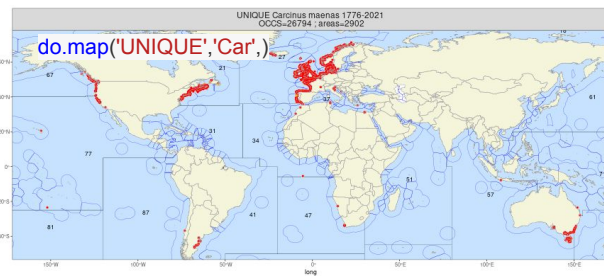 UNIQUE Carcinus maenas 1776-2021
OCCS=26794 ; areas=2902
do.map('UNIQUE','Car',)
67
21
27
37
61
31
34
77
51
57
87
41
47
81
0°
150°W
100°W
50°W
0°
50°E
100°E
150°E
long